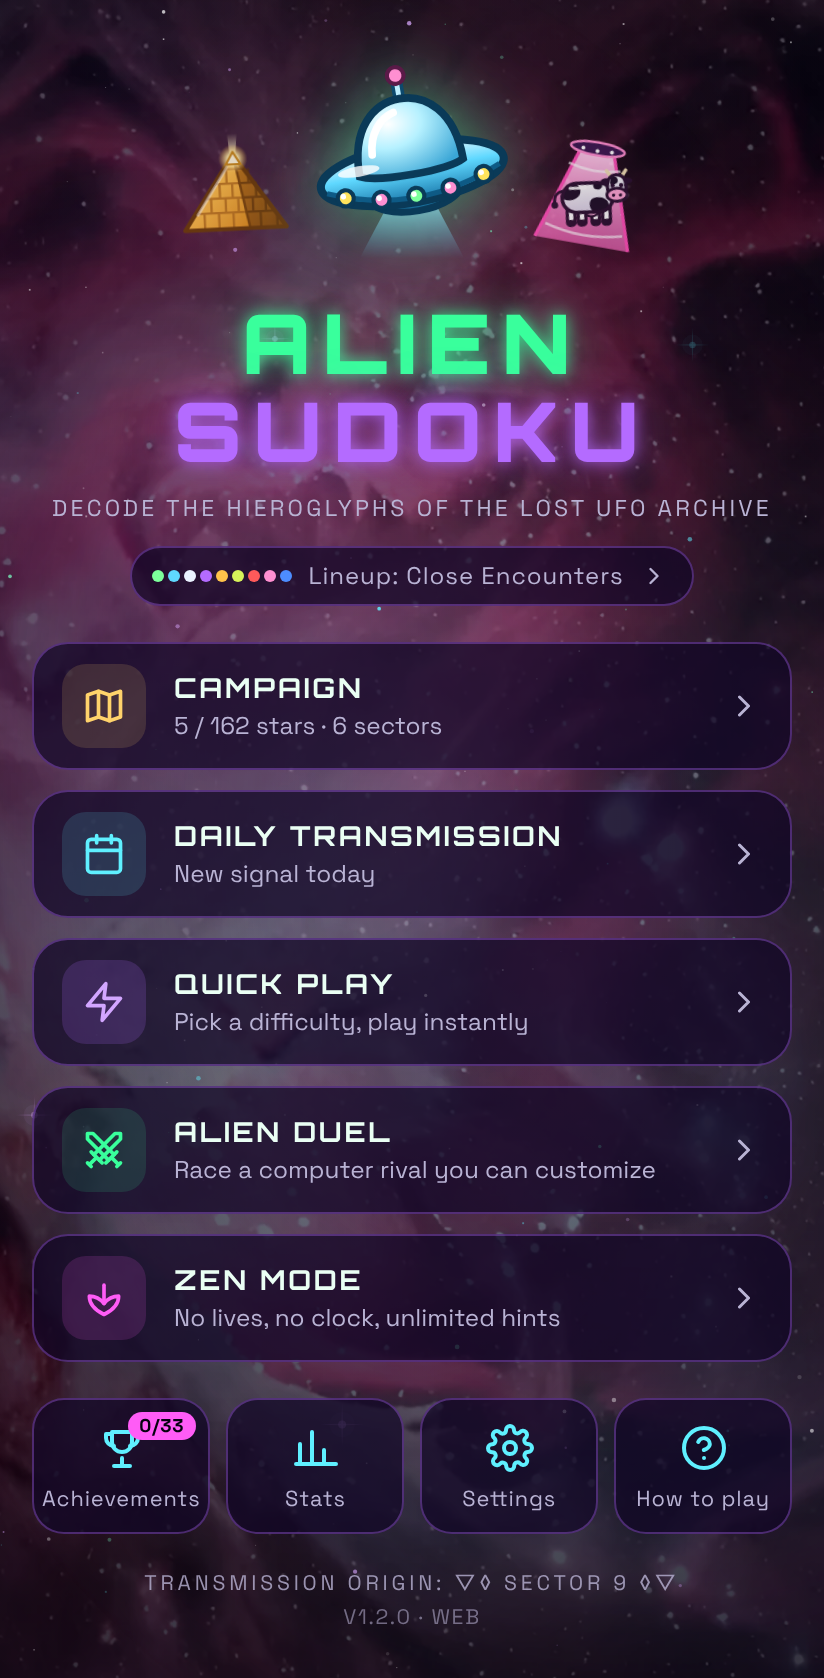 ALIEN
SUDOKU
DECODE THE HIEROGLYPHS OF THE LOST UFO ARCHIVE
Lineup: Close Encounters
CAMPAIGN
5 / 162 stars · 6 sectors
DAILY TRANSMISSION
New signal today
QUICK PLAY
Pick a difficulty, play instantly
ALIEN DUEL
Race a computer rival you can customize
ZEN MODE
No lives, no clock, unlimited hints
0/33
Achievements
Stats
Settings
How to play
TRANSMISSION ORIGIN: ▽◊ SECTOR 9 ◊▽
V1.2.0 · WEB